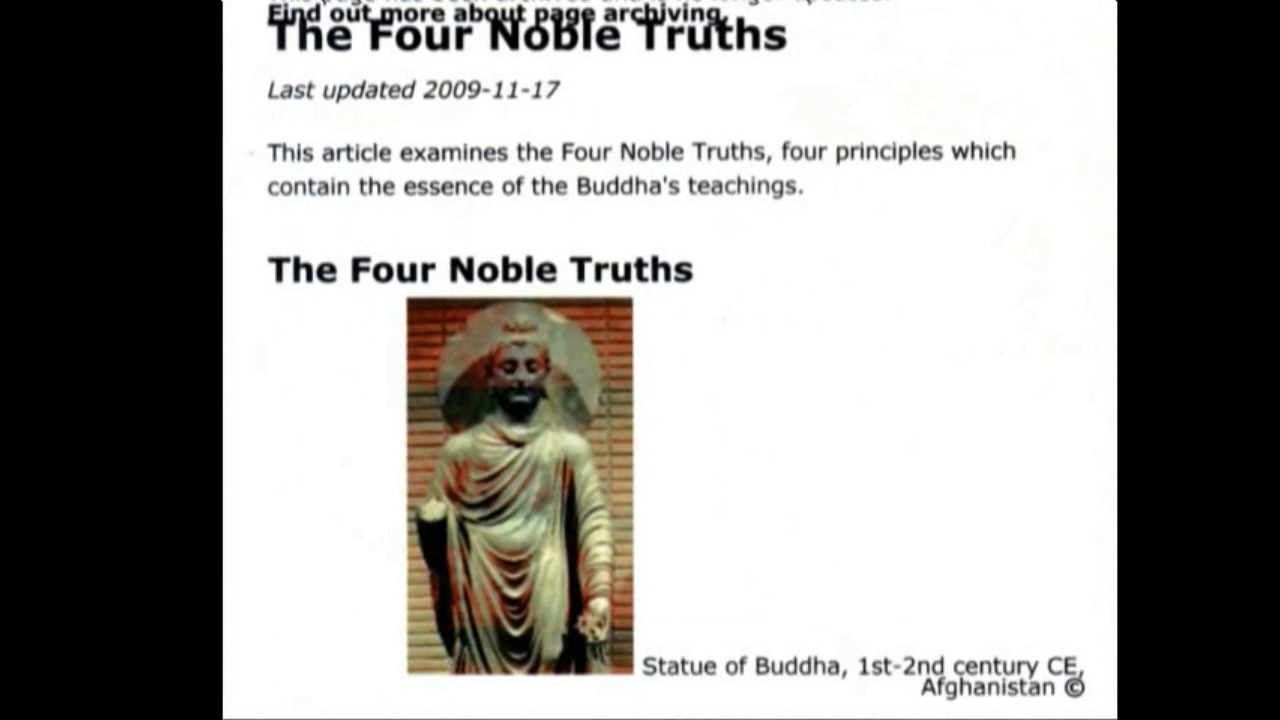 Find out more about page archiving.
The Four Noble Truths
Last updated 2009-11-17
This article examines the Four Noble Truths, four principles which
contain the essence of the Buddha's teachings.
The Four Noble Truths
Statue of Buddha, 1st-2nd century CE,
Afghanistan ©